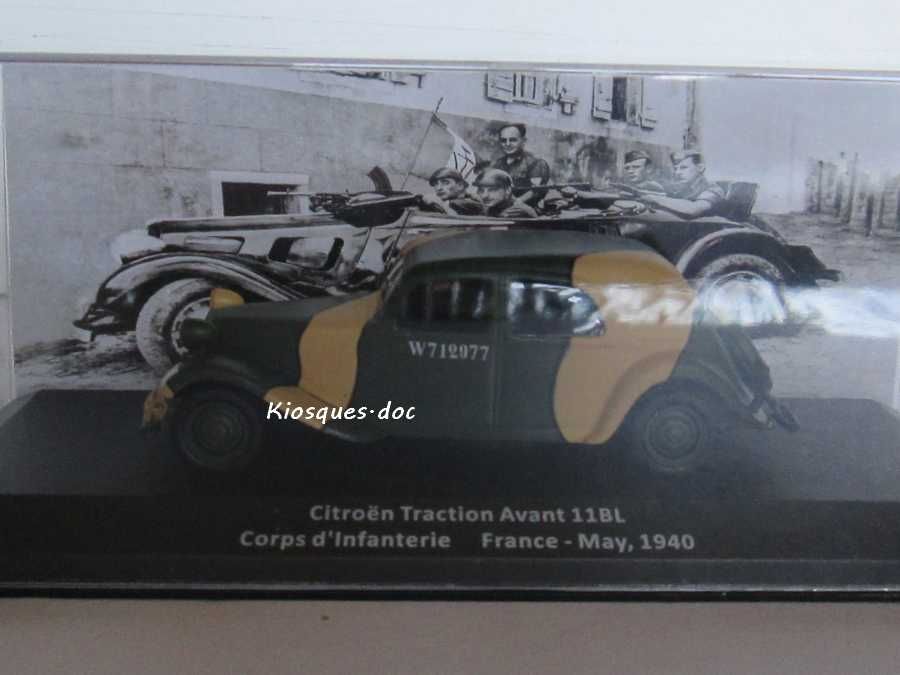 W712977
Kiosques·doc
Citroën Traction Avant 11BL
Corps d'Infanterie France - May, 1940